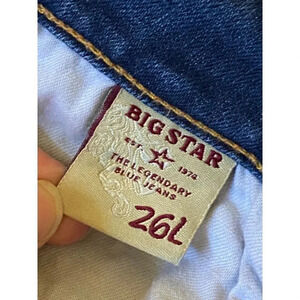 BIG STAR
EST 1974
THE LEGENDARY
BLUE JEANS
26L